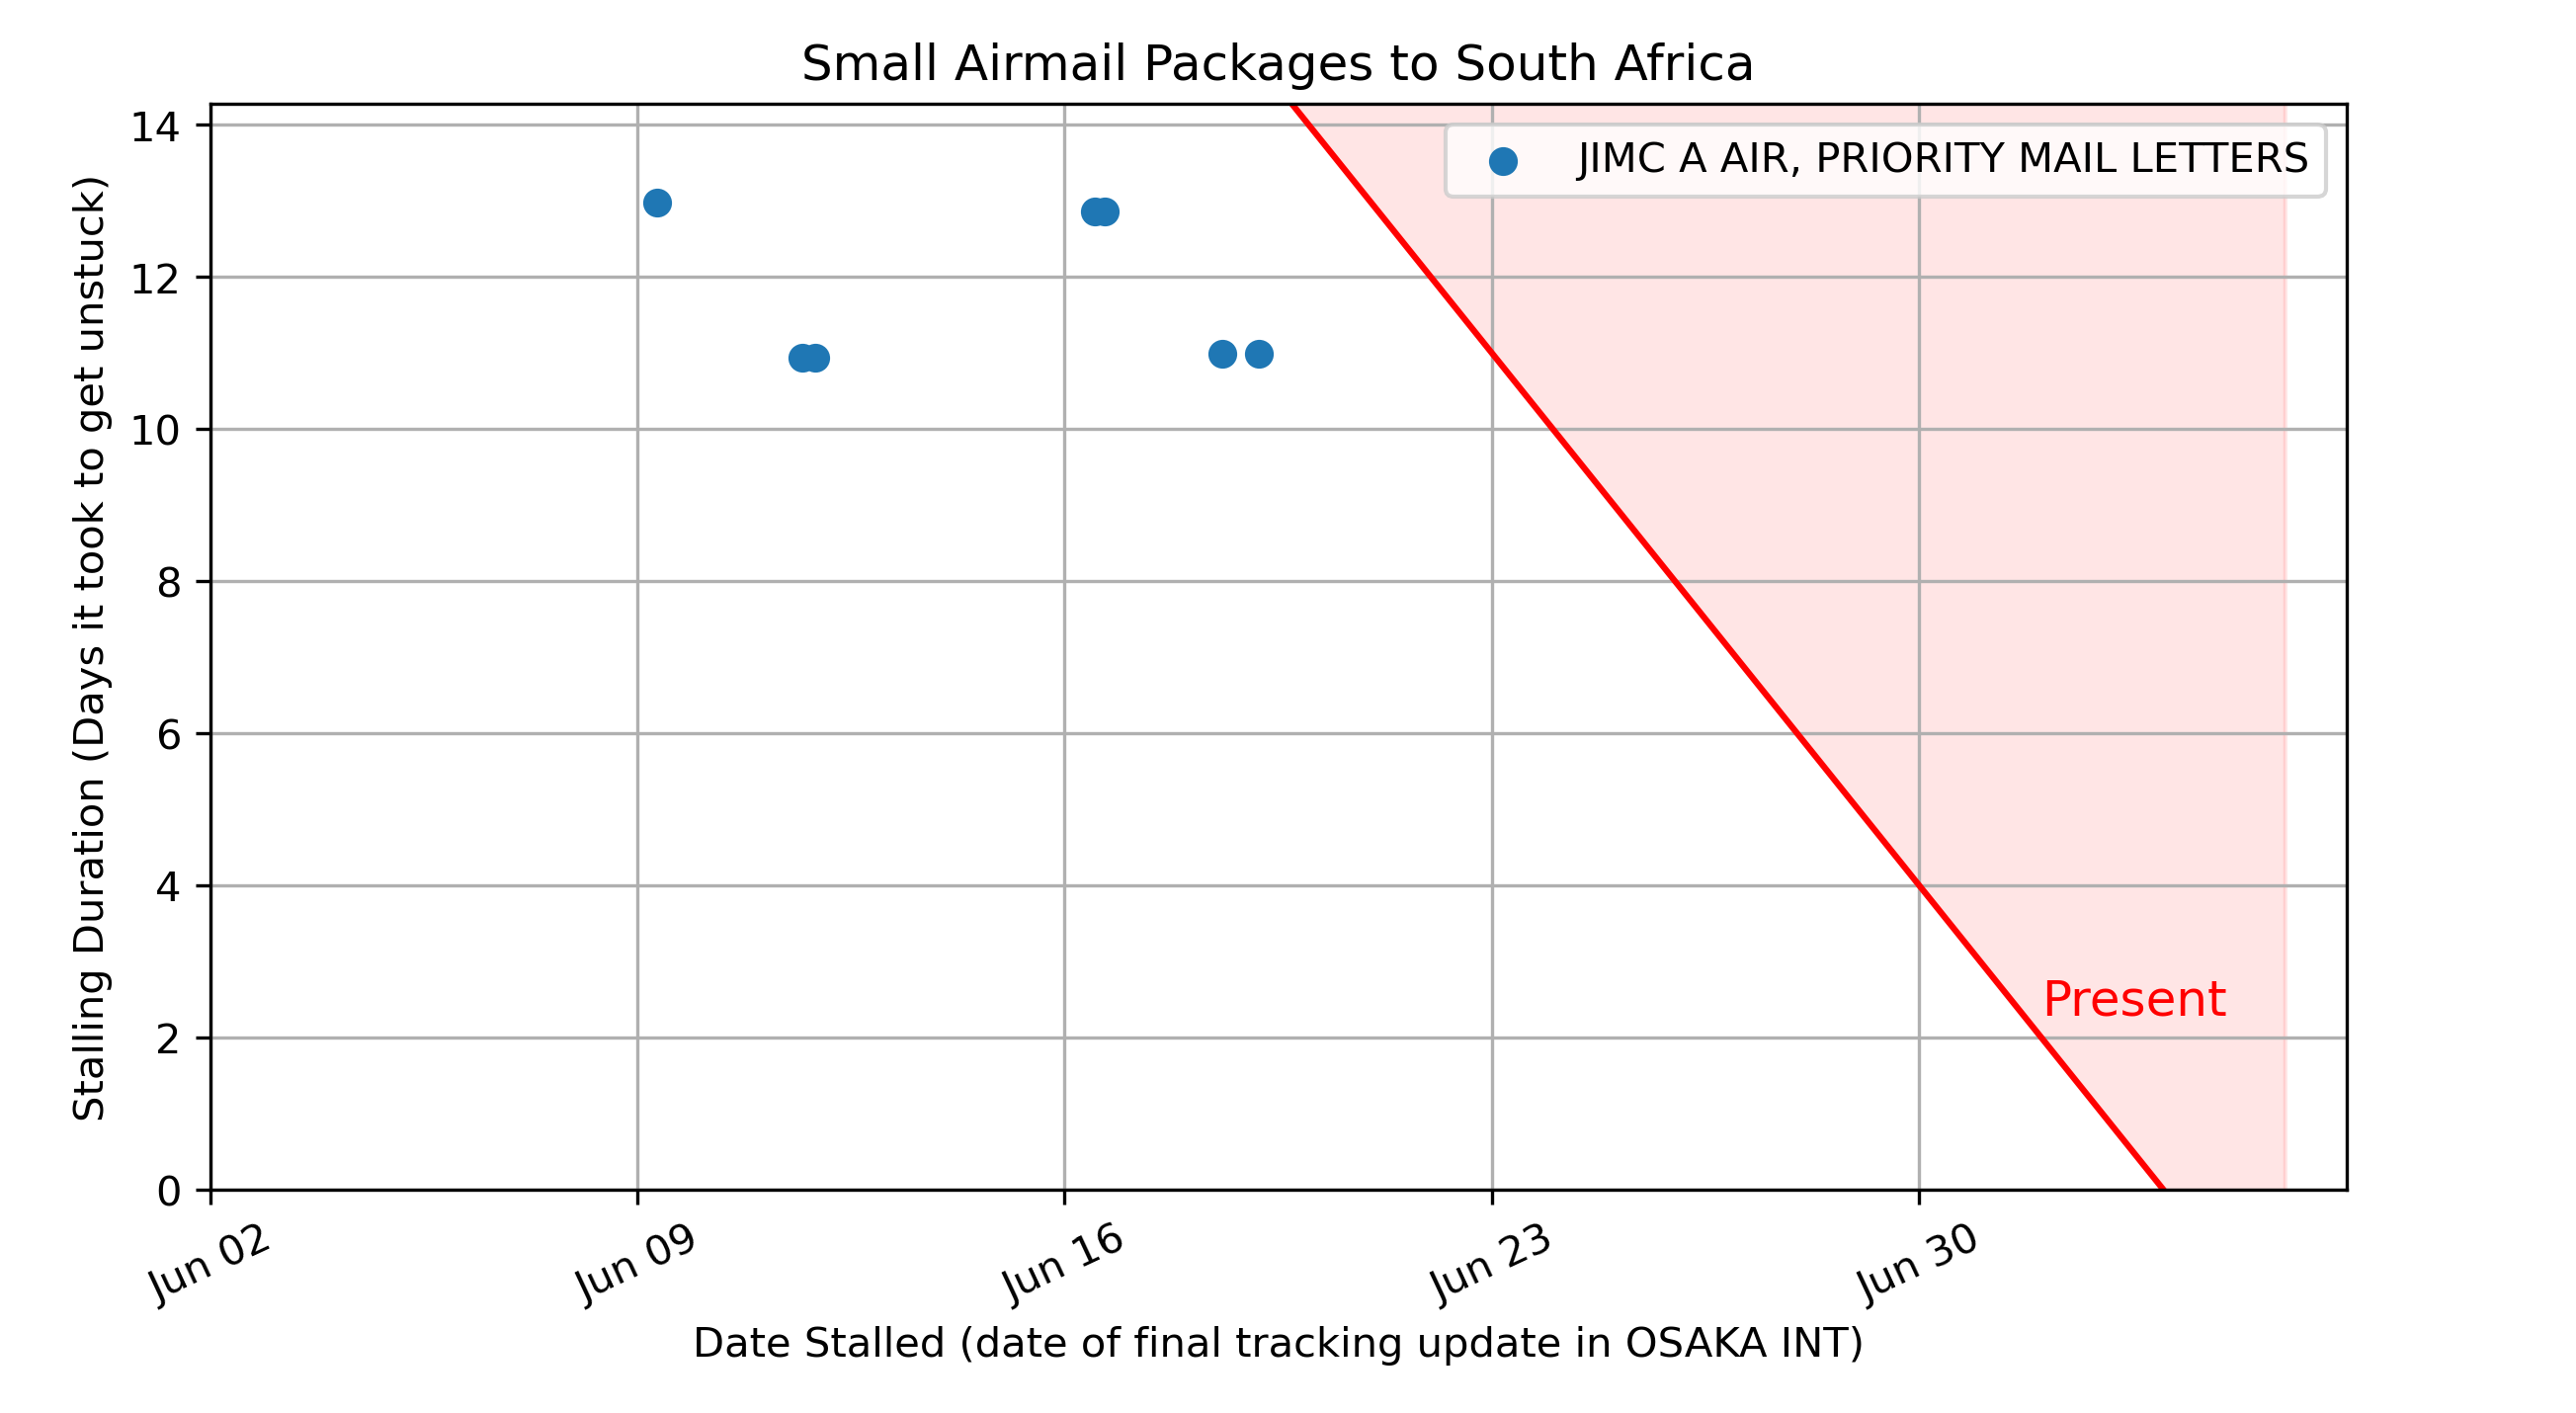 Small Airmail Packages to South Africa
JIMC A AIR, PRIORITY MAIL LETTERS
Stalling Duration (Days it took to get unstuck)
14
12
10
8
6
4
2
0
Present
Jun 02
Jun 09
Jun 16
Jun 23
Jun 30
Date Stalled (date of final tracking update in OSAKA INT)